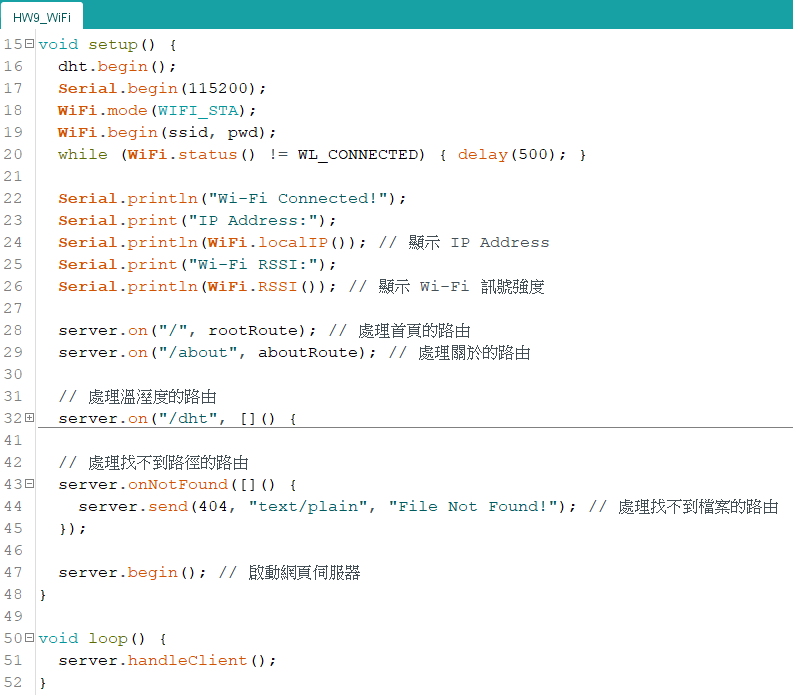 HW9_WiFi
15 void setup() {
16 dht.begin();
17 Serial.begin(115200);
18 WiFi.mode(WIFI_STA);
19 WiFi.begin(ssid, pwd);
20 while (WiFi.status() != WL_CONNECTED) { delay(500); }
21
22 Serial.println("Wi-Fi Connected!");
23 Serial.print("IP Address:");
24 Serial.println(WiFi.localIP()); // 顯示 IP Address
25 Serial.print("Wi-Fi RSSI:");
26 Serial.println(WiFi.RSSI()); // 顯示 Wi-Fi 訊號強度
27
28 server.on("/", rootRoute); // 處理首頁的路由
29 server.on("/about", aboutRoute); // 處理關於的路由
30
31 // 處理溫溼度的路由
32 server.on("/dht", []() {
41
42 // 處理找不到路徑的路由
43 server.onNotFound([]() {
44 server.send(404, "text/plain", "File Not Found!"); // 處理找不到檔案的路由
45 });
46
47 server.begin(); // 啟動網頁伺服器
48 }
49
50 void loop() {
51 server.handleClient();
52 }